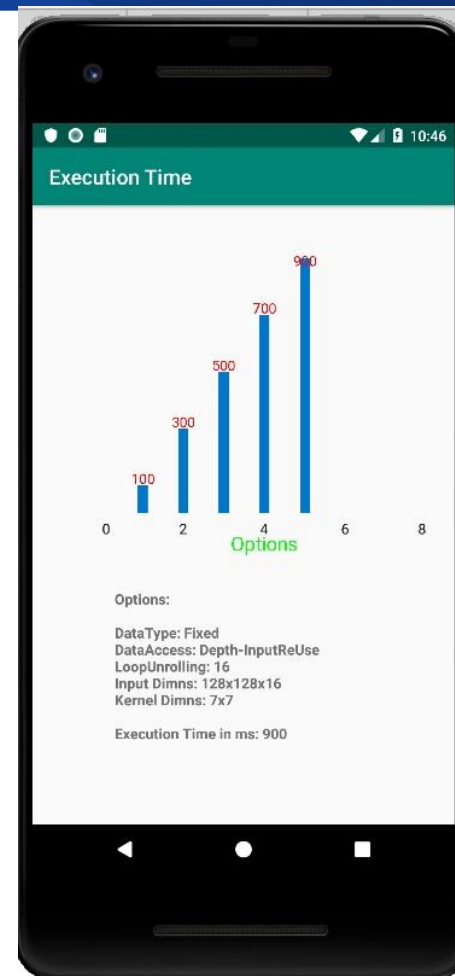 10:46
Execution Time
900
700
500
300
100
0 2 4 6 8
Options
Options:
DataType: Fixed
DataAccess: Depth-InputReUse
LoopUnrolling: 16
Input Dimns: 128x128x16
Kernel Dimns: 7x7
Execution Time in ms: 900